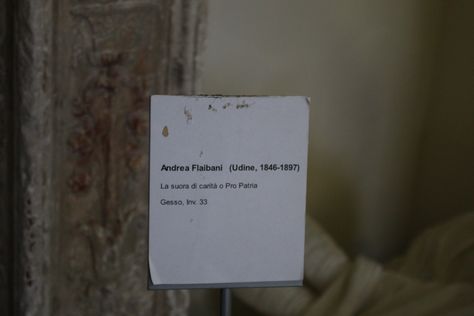 Andrea Flaibani (Udine, 1846-1897)
La suora di carità o Pro Patria
Gesso, Inv. 33